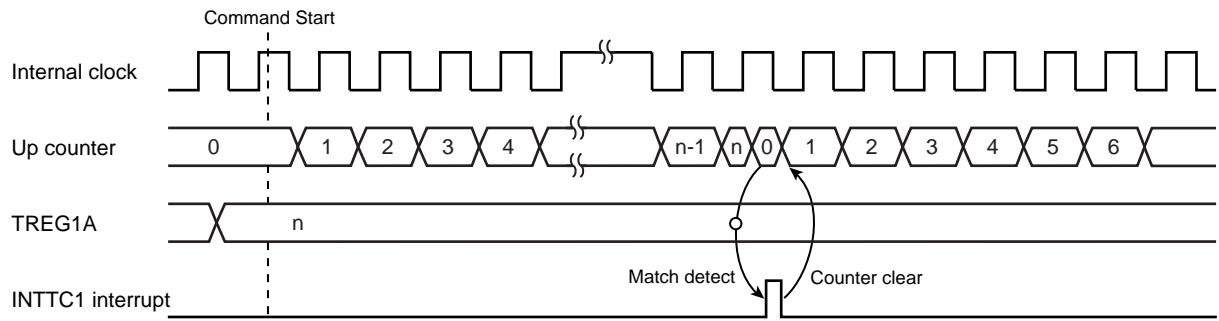 Command Start
Internal clock
Up counter 0 1 2 3 4 n-1 n 0 1 2 3 4 5 6
TREG1A n
Match detect Counter clear
INTTC1 interrupt